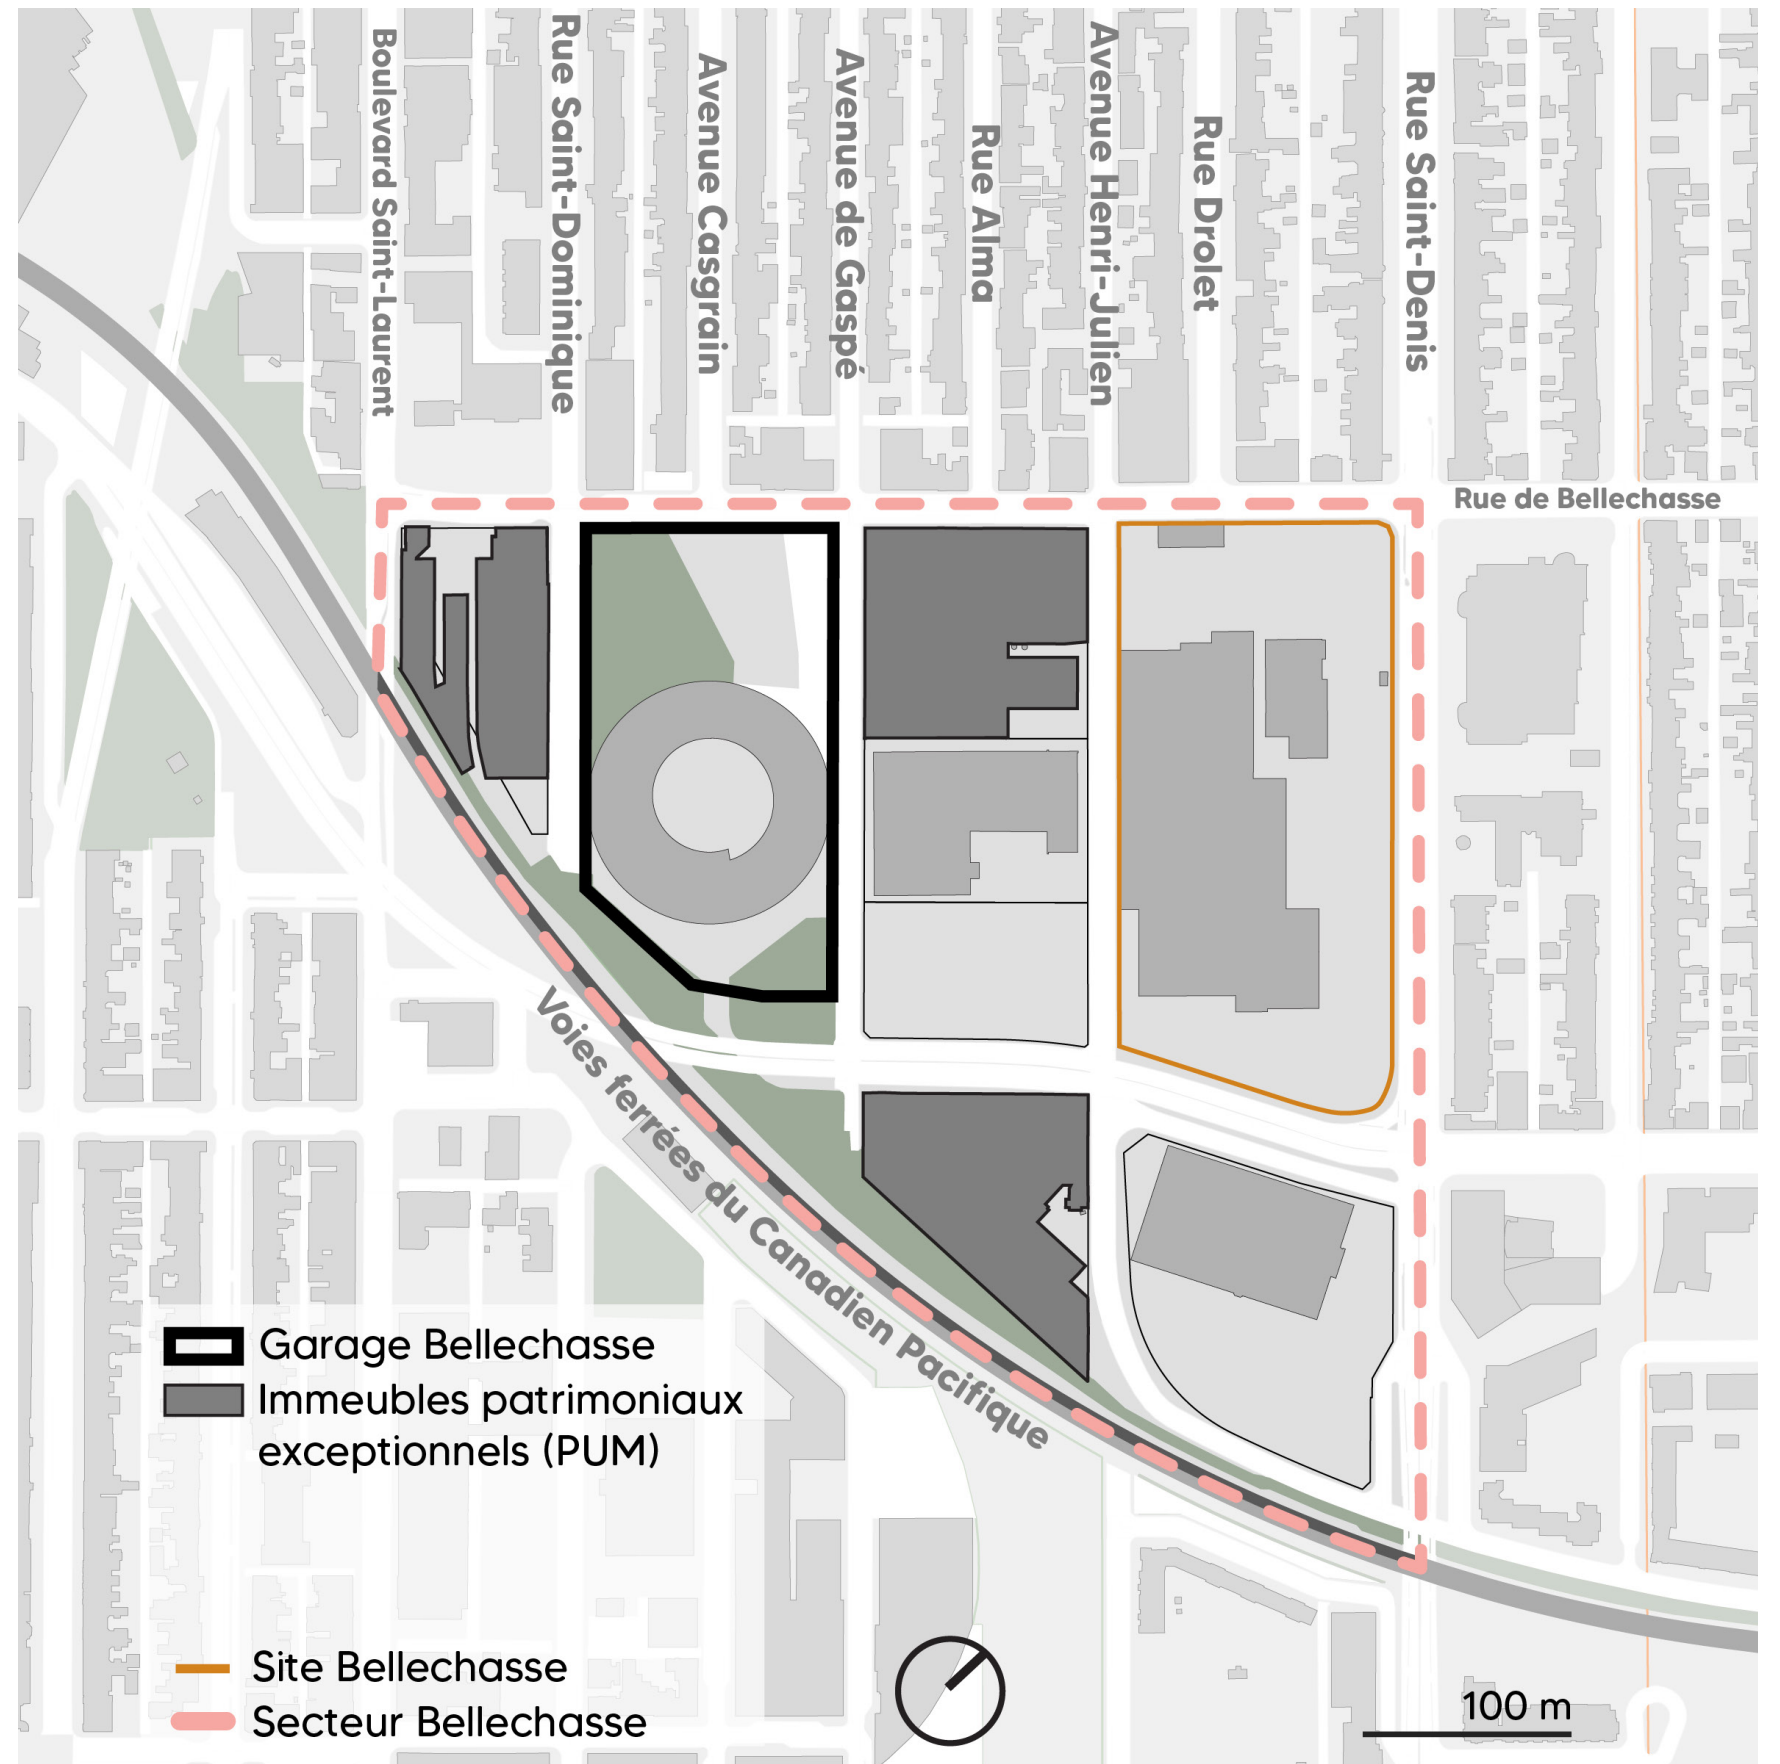 Boulevard Saint-Laurent
Rue Saint-Dominique
Avenue Casgrain
Avenue de Gaspé
Rue Alma
Avenue Henri-Julien
Rue Drolet
Rue Saint-Denis
Rue de Bellechasse
Voies ferrées du Canadien Pacifique
Garage Bellechasse
Immeubles patrimoniaux
exceptionnels (PUM)
Site Bellechasse
Secteur Bellechasse
100 m